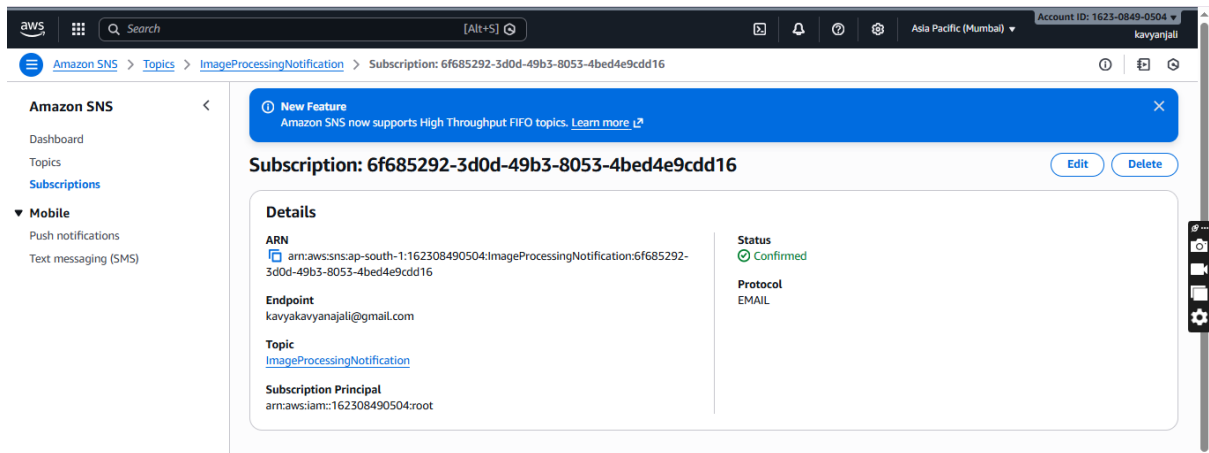 aws
Search
[Alt+S]
Asia Pacific (Mumbai)
Account ID: 1623-0849-0504
kavyanjali
Amazon SNS > Topics > ImageProcessingNotification > Subscription: 6f685292-3d0d-49b3-8053-4bed4e9cdd16
Amazon SNS
Dashboard
Topics
Subscriptions
Mobile
Push notifications
Text messaging (SMS)
New Feature
Amazon SNS now supports High Throughput FIFO topics. Learn more
Subscription: 6f685292-3d0d-49b3-8053-4bed4e9cdd16
Edit
Delete
Details
ARN
arn:aws:sns:ap-south-1:162308490504:ImageProcessingNotification:6f685292-
3d0d-49b3-8053-4bed4e9cdd16
Endpoint
kavyakavyanajali@gmail.com
Topic
ImageProcessingNotification
Subscription Principal
arn:aws:iam::162308490504:root
Status
Confirmed
Protocol
EMAIL